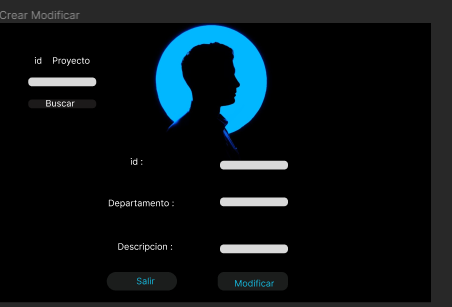 Crear Modificar
id Proyecto
Buscar
id :
Departamento :
Descripcion :
Salir
Modificar